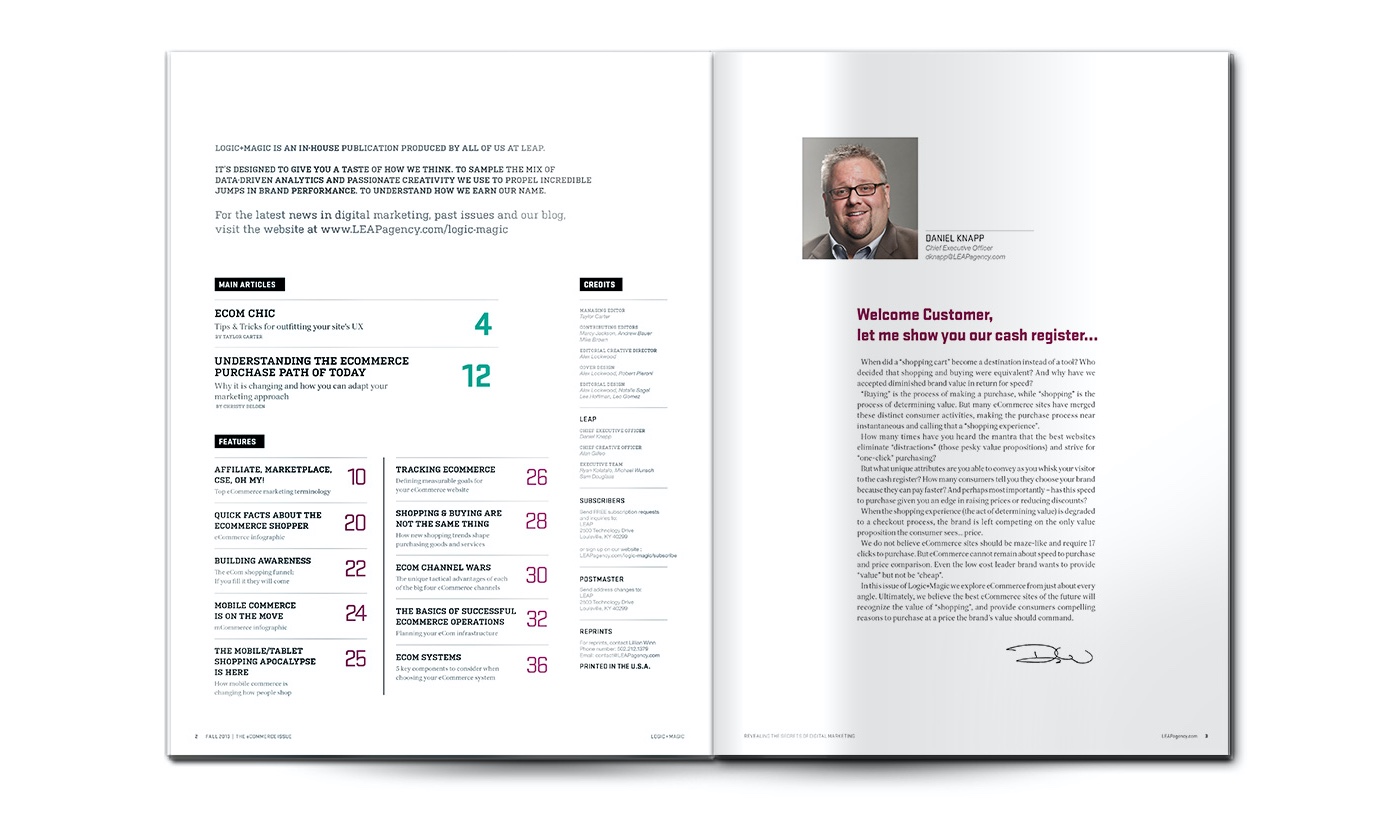 LOGIC+MAGIC IS AN IN-HOUSE PUBLICATION PRODUCED BY ALL OF US AT LEAP.
IT'S DESIGNED TO GIVE YOU A TASTE OF HOW WE THINK. TO SAMPLE THE MIX OF
DATA-DRIVEN ANALYTICS AND PASSIONATE CREATIVITY WE USE TO PROPEL INCREDIBLE
JUMPS IN BRAND PERFORMANCE. TO UNDERSTAND HOW WE EARN OUR NAME.
For the latest news in digital marketing, past issues and our blog,
visit the website at www.LEAPagency.com/logic-magic
MAIN ARTICLES
ECOM CHIC
Tips & Tricks for outfitting your site's UX
BY TAYLOR CARTER
4
UNDERSTANDING THE ECOMMERCE
PURCHASE PATH OF TODAY
Why it is changing and how you can adapt your
marketing approach
BY CHRISTY BELDEN
12
FEATURES
AFFILIATE, MARKETPLACE,
CSE, OH MY!
Top eCommerce marketing terminology
10
QUICK FACTS ABOUT THE
ECOMMERCE SHOPPER
eCommerce infographic
20
BUILDING AWARENESS
The eCom shopping funnel:
If you fill it they will come
22
MOBILE COMMERCE
IS ON THE MOVE
mCommerce infographic
24
THE MOBILE/TABLET
SHOPPING APOCALYPSE
IS HERE
How mobile commerce is
changing how people shop
25
TRACKING ECOMMERCE
Defining measurable goals for
your eCommerce website
26
SHOPPING & BUYING ARE
NOT THE SAME THING
How new shopping trends shape
purchasing goods and services
28
ECOM CHANNEL WARS
The unique tactical advantages of each
of the big four eCommerce channels
30
THE BASICS OF SUCCESSFUL
ECOMMERCE OPERATIONS
Planning your eCom infrastructure
32
ECOM SYSTEMS
5 key components to consider when
choosing your eCommerce system
36
CREDITS
MANAGING EDITOR
Taylor Carter
CONTRIBUTING EDITORS
Marcy Jackson, Andrew Bauer
Mike Brown
EDITORIAL CREATIVE DIRECTOR
Alex Lockwood
COVER DESIGN
Alex Lockwood, Robert Pieroni
EDITORIAL DESIGN
Alex Lockwood, Natalie Bagel
Lee Hoffman, Leo Gomez
LEAP
CHIEF EXECUTIVE OFFICER
Daniel Knapp
CHIEF CREATIVE OFFICER
Alan Gilleo
EXECUTIVE TEAM
Michael Wunsch
Sam Douglass
SUBSCRIBERS
Send FREE subscription requests
and inquiries to:
LEAP
2500 Technology Drive
Louisville, KY 40299
or sign up on our website:
LEAPagency.com/logic-magic/subscribe
POSTMASTER
Send address changes to:
LEAP
2500 Technology Drive
Louisville, KY 40299
REPRINTS
For reprints, contact Lillian Winn
Phone number: 502.212.1379
Email: contact@LEAPagency.com
PRINTED IN THE U.S.A.
2 FALL 2013 | THE eCOMMERCE ISSUE
LOGIC+MAGIC
DANIEL KNAPP
Chief Executive Officer
dknapp@LEAPagency.com
Welcome Customer,
let me show you our cash register...
When did a "shopping cart" become a destination instead of a tool? Who
decided that shopping and buying were equivalent? And why have we
accepted diminished brand value in return for speed?
"Buying" is the process of making a purchase, while "shopping" is the
process of determining value. But many eCommerce sites have merged
these distinct consumer activities, making the purchase process near
instantaneous and calling that a "shopping experience".
How many times have you heard the mantra that the best websites
eliminate "distractions" (those pesky value propositions) and strive for
"one-click" purchasing?
But what unique attributes are you able to convey as you whisk your visitor
to the cash register? How many consumers tell you they choose your brand
because they can pay faster? And perhaps most importantly – has this speed
to purchase given you an edge in raising prices or reducing discounts?
When the shopping experience (the act of determining value) is degraded
to a checkout process, the brand is left competing on the only value
proposition the consumer sees... price.
We do not believe eCommerce sites should be maze-like and require 17
clicks to purchase. But eCommerce cannot remain about speed to purchase
and price comparison. Even the low cost leader brand wants to provide
"value" but not be "cheap".
In this issue of Logic+Magic we explore eCommerce from just about every
angle. Ultimately, we believe the best eCommerce sites of the future will
recognize the value of "shopping", and provide consumers compelling
reasons to purchase at a price the brand's value should command.
REVEALING THE SECRETS OF DIGITAL MARKETING
LEAPagency.com 3